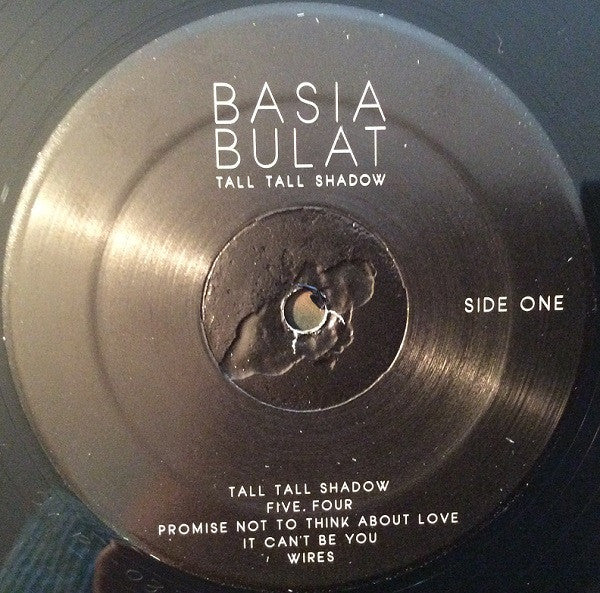 BASIA
BULAT
TALL TALL SHADOW
SIDE ONE
TALL TALL SHADOW
FIVE, FOUR
PROMISE NOT TO THINK ABOUT LOVE
IT CAN'T BE YOU
WIRES